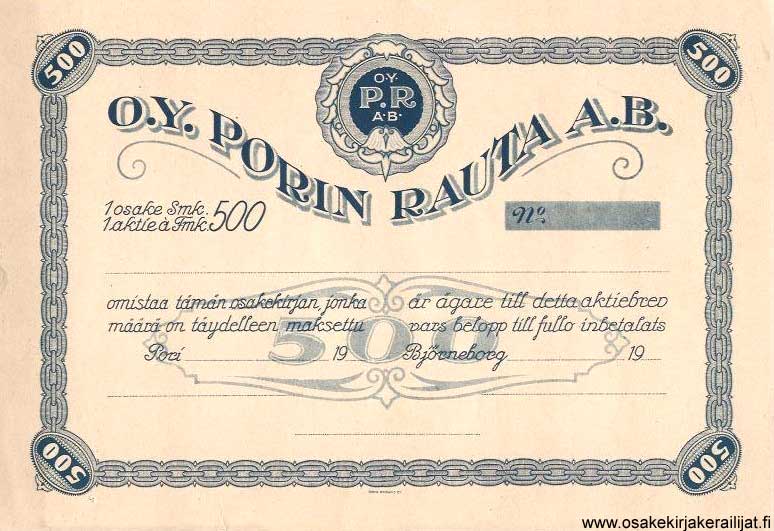 500
500
O.Y.
P.R
A.B.
O.Y. PORIN RAUTA A.B.
1 osake Smk. 500
1. aktie à Fmk.
No.
omistaa tämän osakekirjan, jonka
är ägare till detta aktiebrev
määrä on täydelleen maksettu
vars belopp till fullo inbetalats
500
Pori 19
Björneborg 19
500
500
www.osakekirjakerailijat.fi